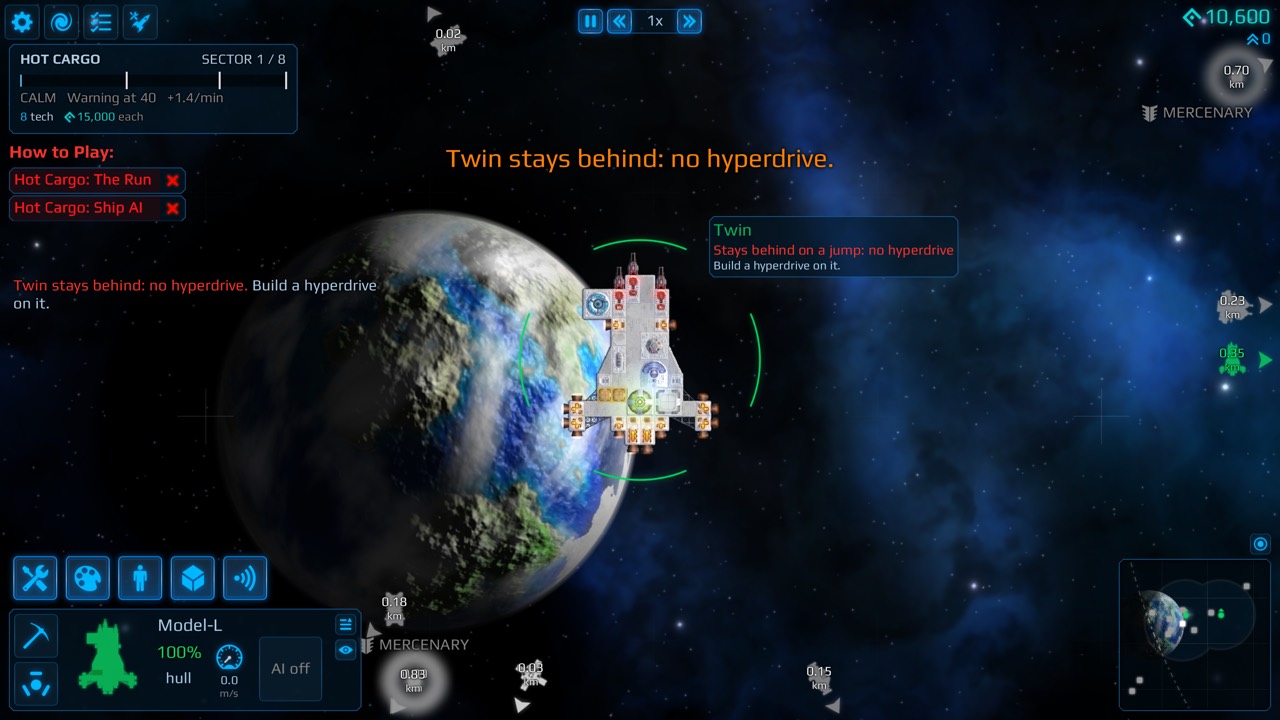 1x
10,600
0
HOT CARGO SECTOR 1 / 8
CALM Warning at 40 +1.4/min
8 tech 15,000 each
How to Play:
Hot Cargo: The Run
Hot Cargo: Ship AI
0.02
km
0.70
km
MERCENARY
Twin stays behind: no hyperdrive.
Twin
Stays behind on a jump: no hyperdrive
Build a hyperdrive on it.
Twin stays behind: no hyperdrive. Build a hyperdrive
on it.
0.23
km
0.35
km
0.18
km
MERCENARY
0.83
km
0.03
km
0.15
km
Model-L
100%
hull
0.0
m/s
AI off